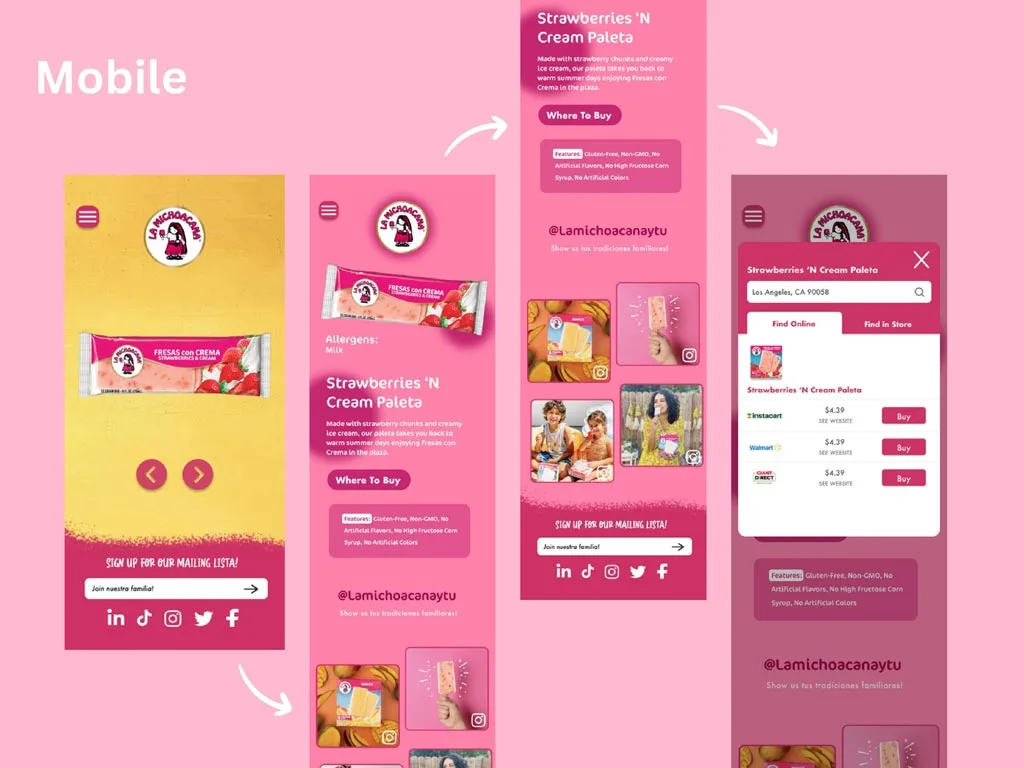 Mobile
LA MICHOACANA
LA MICHOACANA
FRESAS con CREMA
STRAWBERRIES & CREAM
SIGN UP FOR OUR MAILING LISTA!
Join nuestra familia!
LA MICHOACANA
FRESAS con CREMA
STRAWBERRIES & CREAM
Allergens:
Milk
Strawberries 'N
Cream Paleta
Made with strawberry chunks and creamy
ice cream, our paleta takes you back to
warm summer days enjoying Fresas con
Crema in the plaza.
Where To Buy
Features: Gluten-Free, Non-GMO, No
Artificial Flavors, No High Fructose Corn
Syrup, No Artificial Colors
@Lamichoacanaytu
Show us tus tradiciones familiares!
Strawberries 'N
Cream Paleta
Made with strawberry chunks and creamy
ice cream, our paleta takes you back to
warm summer days enjoying Fresas con
Crema in the plaza.
Where To Buy
Features: Gluten-Free, Non-GMO, No
Artificial Flavors, No High Fructose Corn
Syrup, No Artificial Colors
@Lamichoacanaytu
Show us tus tradiciones familiares!
SIGN UP FOR OUR MAILING LISTA!
Join nuestra familia!
LA MICHOACANA
Strawberries 'N Cream Paleta
Los Angeles, CA 90058
Find Online
Find in Store
Strawberries 'N Cream Paleta
instacart
$4.39
SEE WEBSITE
Buy
Walmart
$4.39
SEE WEBSITE
Buy
GIANT
DIRECT
$4.39
SEE WEBSITE
Buy
Features: Gluten-Free, Non-GMO, No
Artificial Flavors, No High Fructose Corn
Syrup, No Artificial Colors
@Lamichoacanaytu
Show us tus tradiciones familiares!